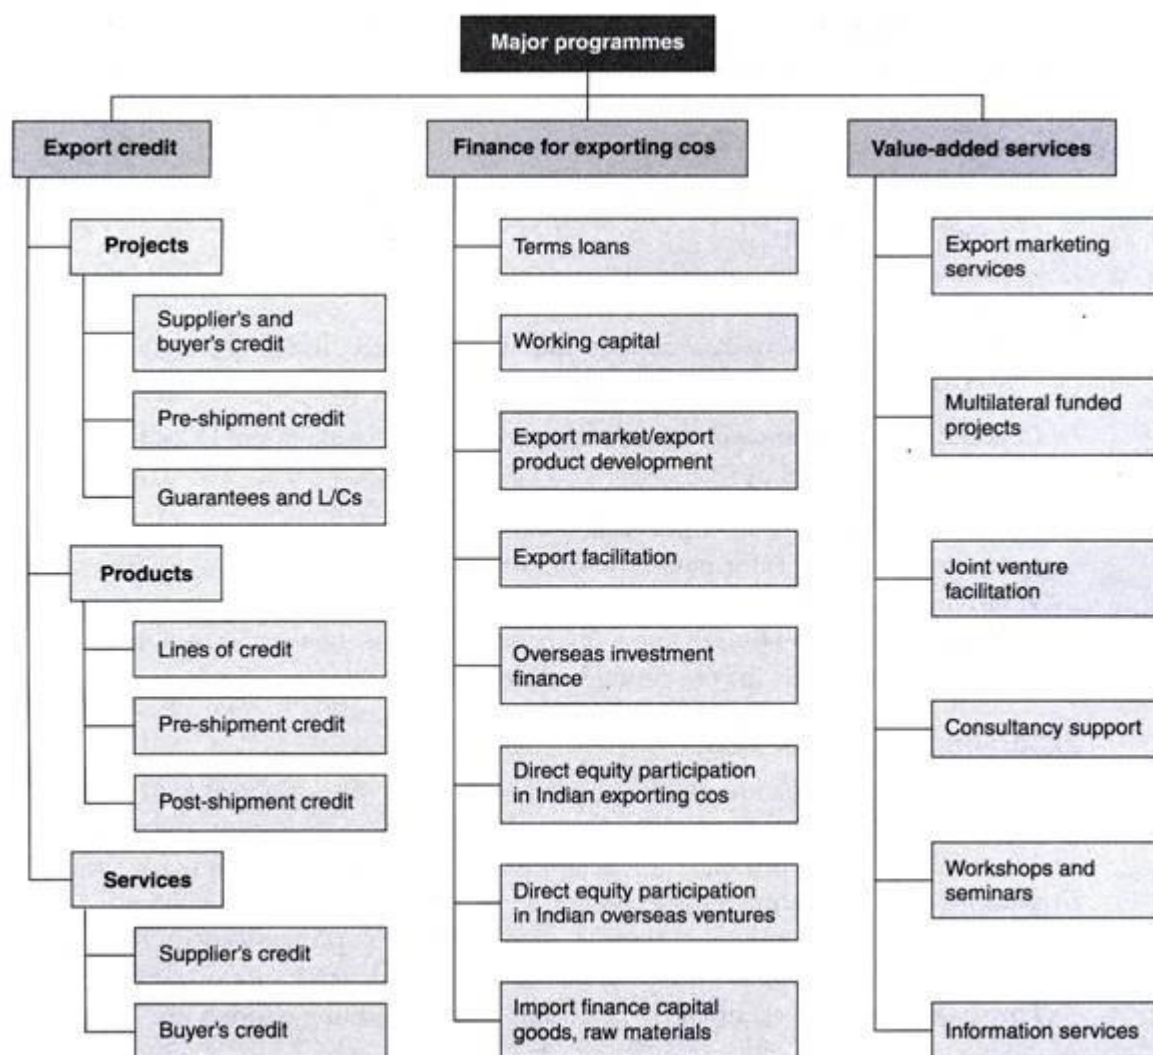 Major programmes
Export credit
Projects
Supplier's and
buyer's credit
Pre-shipment credit
Guarantees and L/Cs
Products
Lines of credit
Pre-shipment credit
Post-shipment credit
Services
Supplier's credit
Buyer's credit
Finance for exporting cos
Terms loans
Working capital
Export market/export
product development
Export facilitation
Overseas investment
finance
Direct equity participation
in Indian exporting cos
Direct equity participation
in Indian overseas ventures
Import finance capital
goods, raw materials
Value-added services
Export marketing
services
Multilateral funded
projects
Joint venture
facilitation
Consultancy support
Workshops and
seminars
Information services